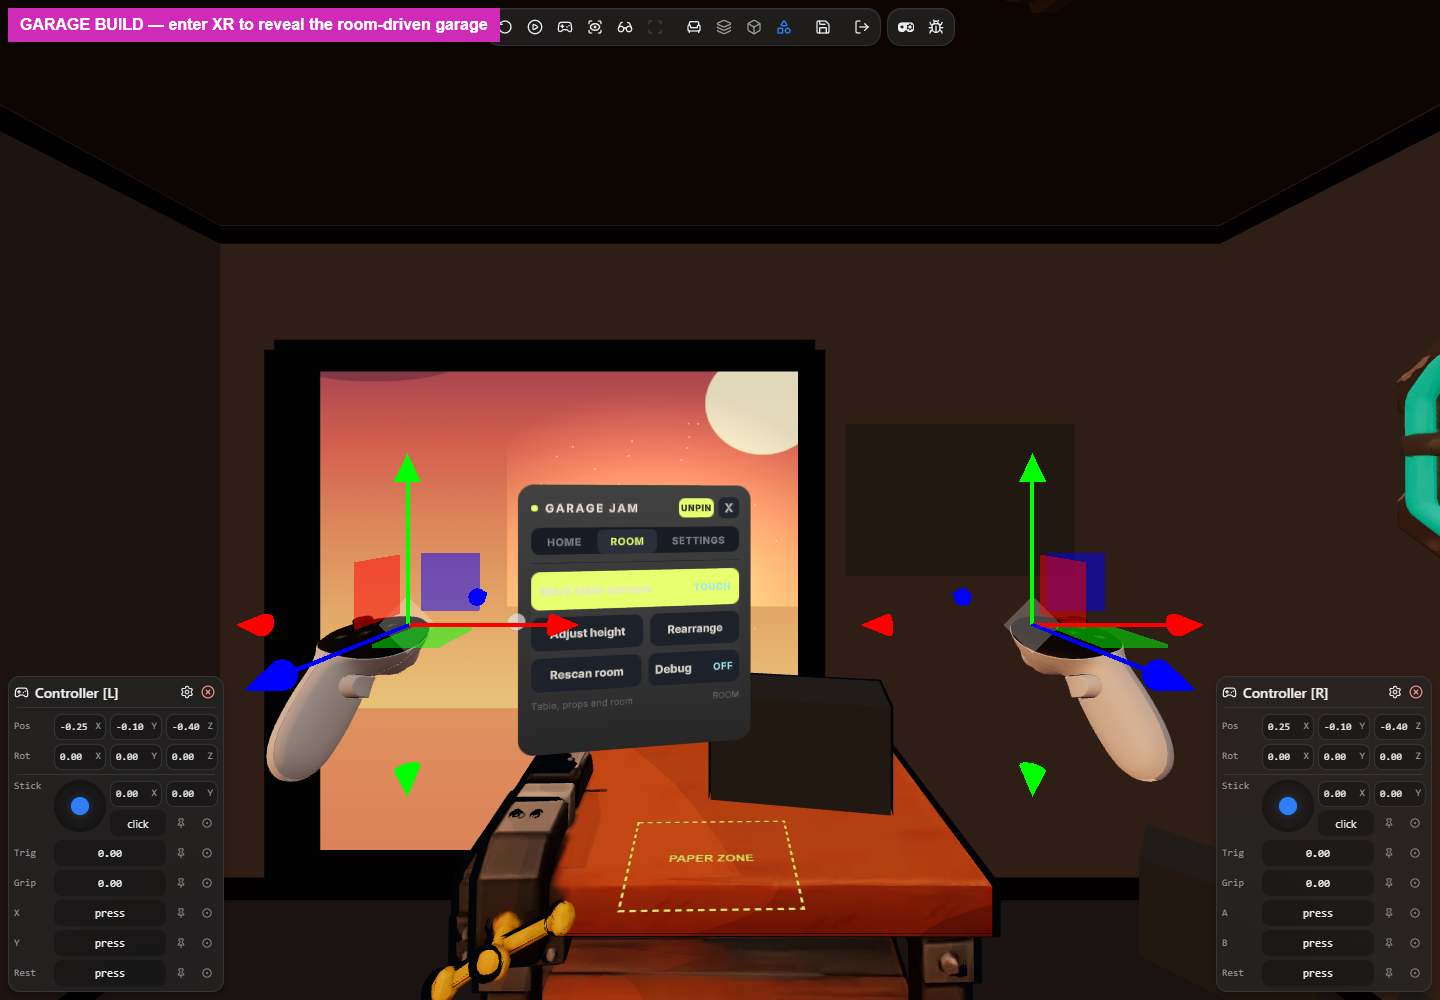 GARAGE BUILD — enter XR to reveal the room-driven garage
GARAGE JAM
UNPIN
X
HOME
ROOM
SETTINGS
Mark table corners
TOUCH
Adjust height
Rearrange
Rescan room
Debug
OFF
Table, props and room
ROOM
PAPER ZONE
Controller [L]
Pos
-0.25 X
-0.10 Y
-0.40 Z
Rot
0.00 X
0.00 Y
0.00 Z
Stick
0.00 X
0.00 Y
click
Trig
0.00
Grip
0.00
X
press
Y
press
Rest
press
Controller [R]
Pos
0.25 X
-0.10 Y
-0.40 Z
Rot
0.00 X
0.00 Y
0.00 Z
Stick
0.00 X
0.00 Y
click
Trig
0.00
Grip
0.00
A
press
B
press
Rest
press